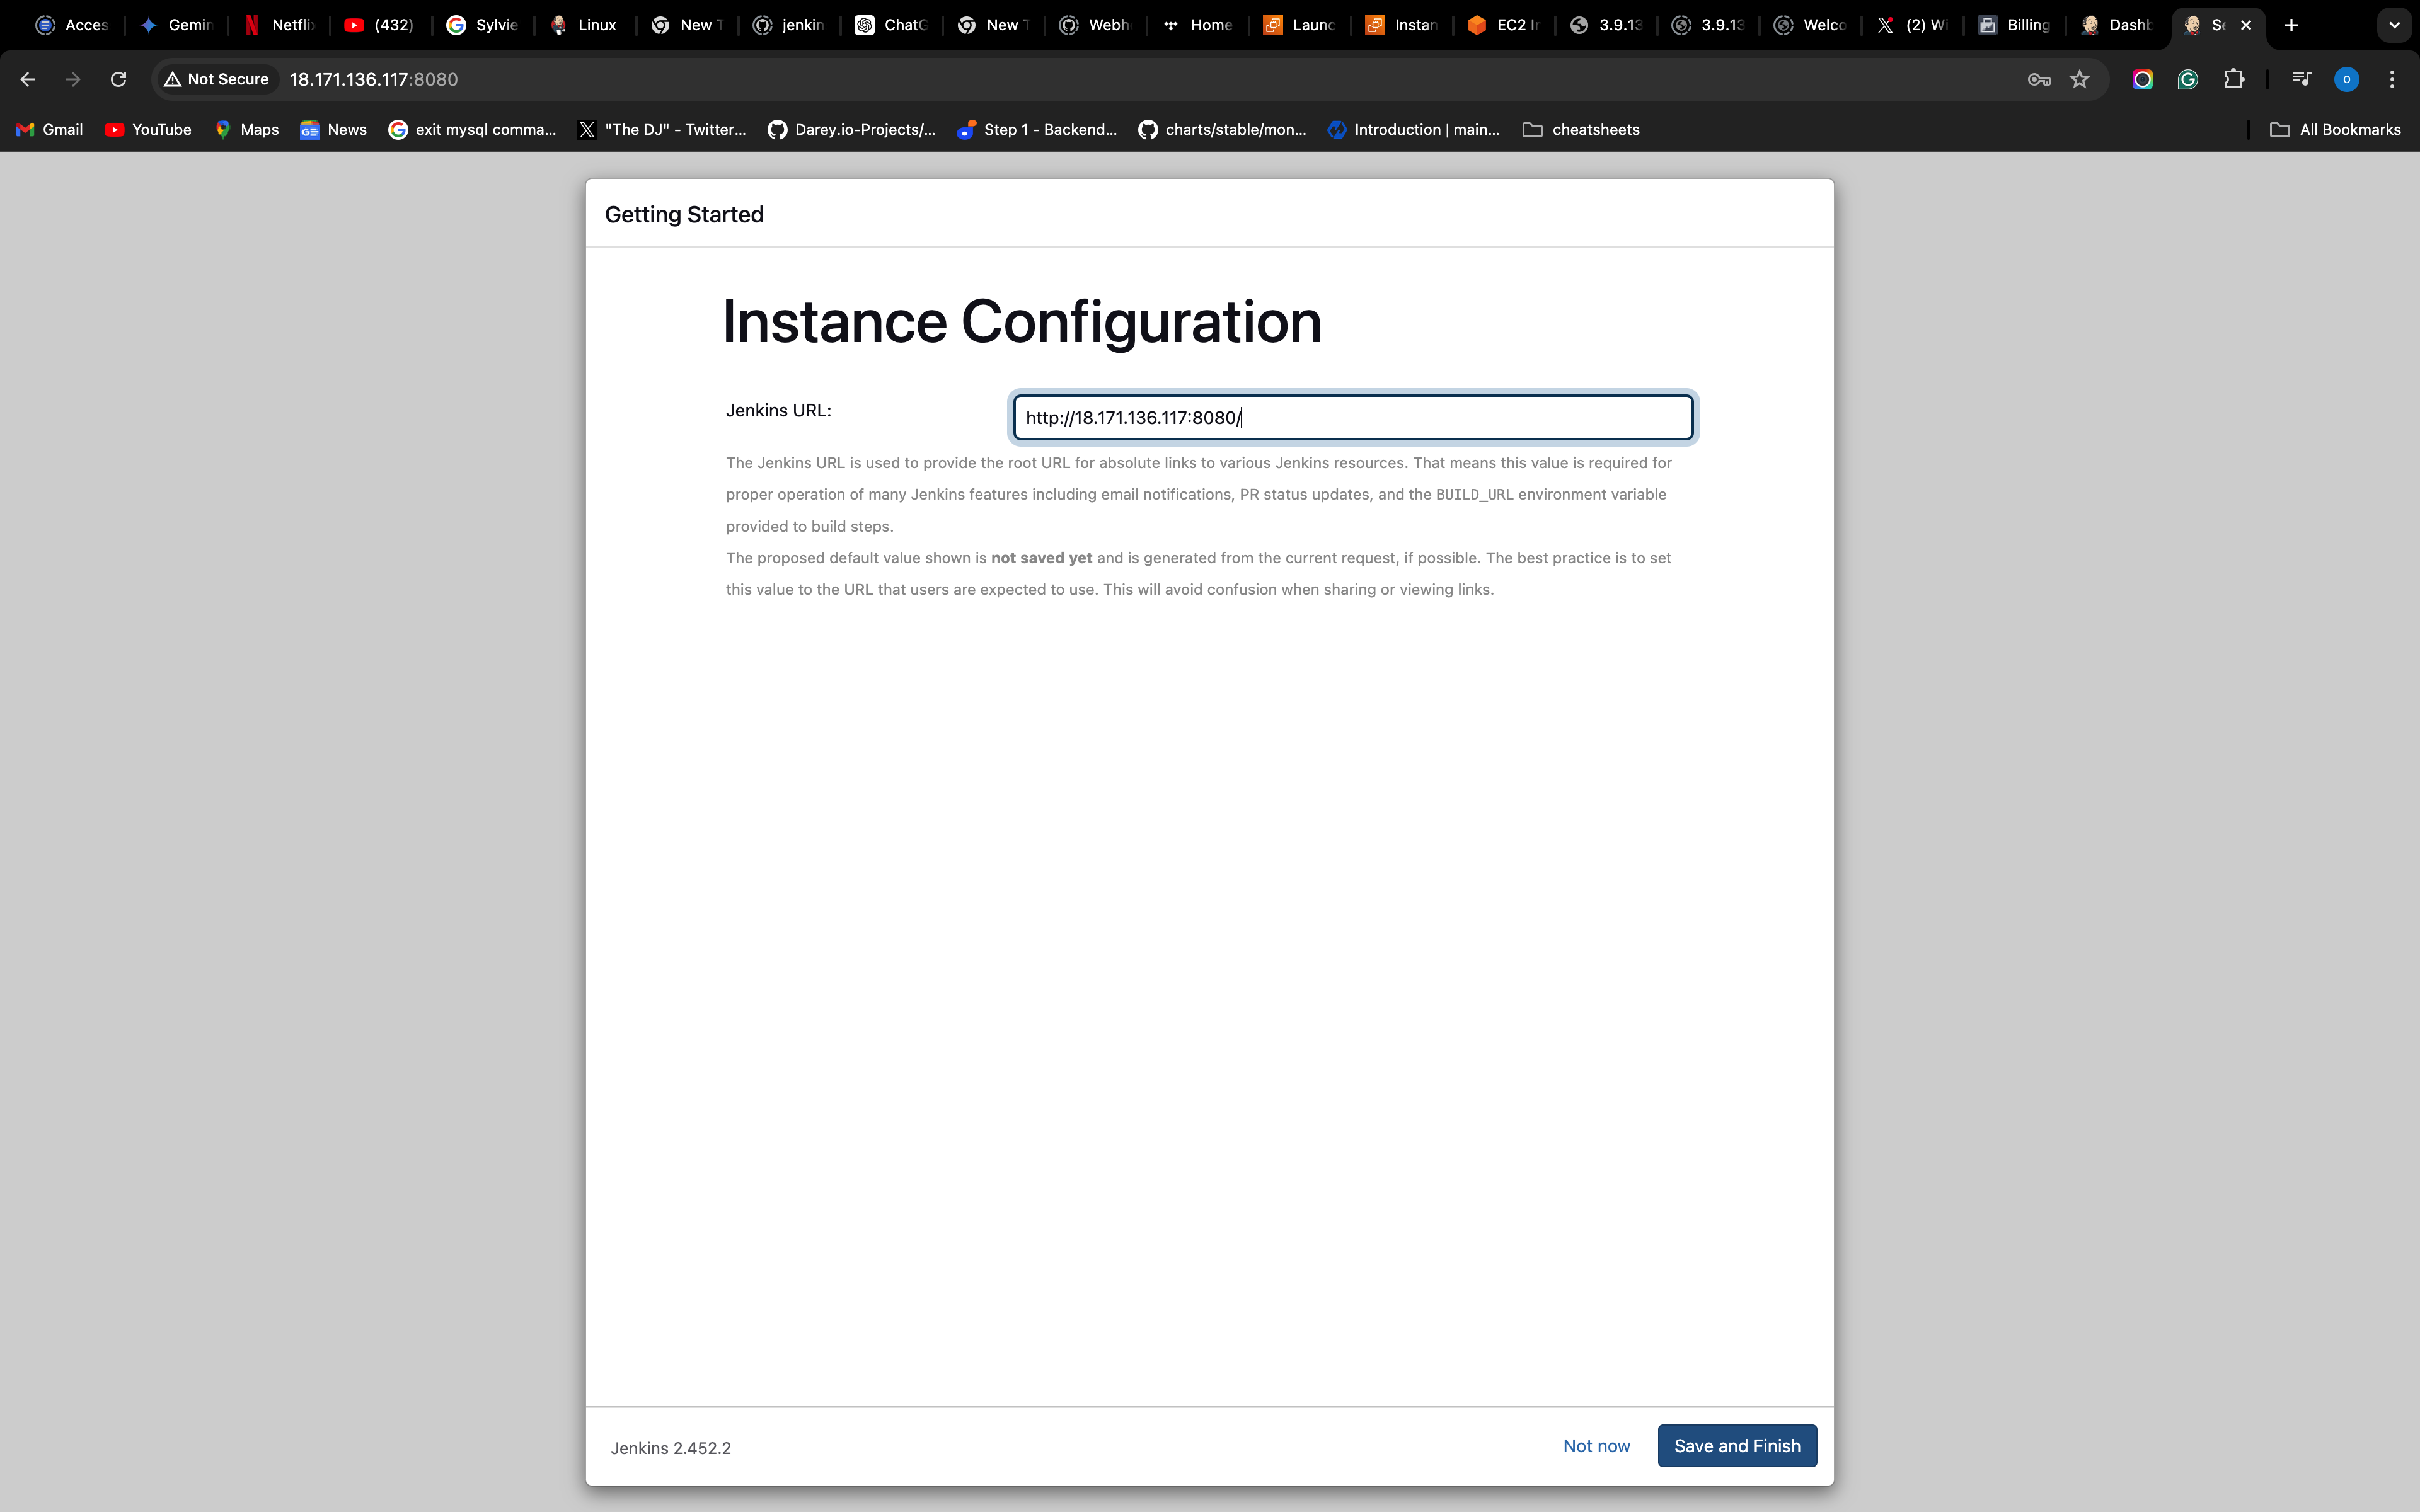 Acces
Gemin
Netflix
(432)
Sylvie
Linux
New T
jenkin
ChatG
New T
Webh
Home
Launc
Instan
EC2 In
3.9.13
3.9.13
Welco
(2) Wi
Billing
Dashb
Se
Not Secure
18.171.136.117:8080
Gmail
YouTube
Maps
News
exit mysql comma...
"The DJ" - Twitter...
Darey.io-Projects/...
Step 1 - Backend...
charts/stable/mon...
Introduction | main...
cheatsheets
All Bookmarks
Getting Started
Instance Configuration
Jenkins URL:
http://18.171.136.117:8080/
The Jenkins URL is used to provide the root URL for absolute links to various Jenkins resources. That means this value is required for
proper operation of many Jenkins features including email notifications, PR status updates, and the BUILD_URL environment variable
provided to build steps.
The proposed default value shown is not saved yet and is generated from the current request, if possible. The best practice is to set
this value to the URL that users are expected to use. This will avoid confusion when sharing or viewing links.
Jenkins 2.452.2
Not now
Save and Finish